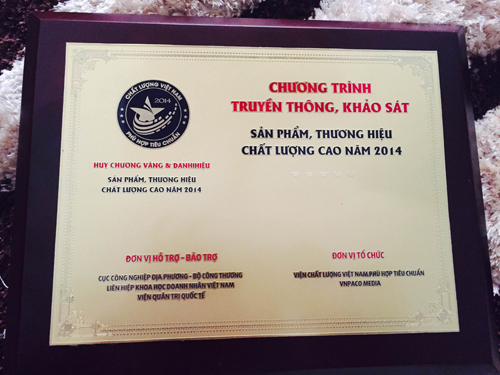 CHẤT LƯỢNG VIỆT NAM
2014
PHÙ HỢP TIÊU CHUẨN
HUY CHƯƠNG VÀNG & DANH HIỆU
SẢN PHẨM, THƯƠNG HIỆU
CHẤT LƯỢNG CAO NĂM 2014
CHƯƠNG TRÌNH
TRUYỀN THÔNG, KHẢO SÁT
SẢN PHẨM, THƯƠNG HIỆU
CHẤT LƯỢNG CAO NĂM 2014
ĐƠN VỊ HỖ TRỢ - BẢO TRỢ
CỤC CÔNG NGHIỆP ĐỊA PHƯƠNG - BỘ CÔNG THƯƠNG
LIÊN HIỆP KHOA HỌC DOANH NHÂN VIỆT NAM
VIỆN QUẢN TRỊ QUỐC TẾ
ĐƠN VỊ TỔ CHỨC
VIỆN CHẤT LƯỢNG VIỆT NAM PHÙ HỢP TIÊU CHUẨN
VNPACO MEDIA